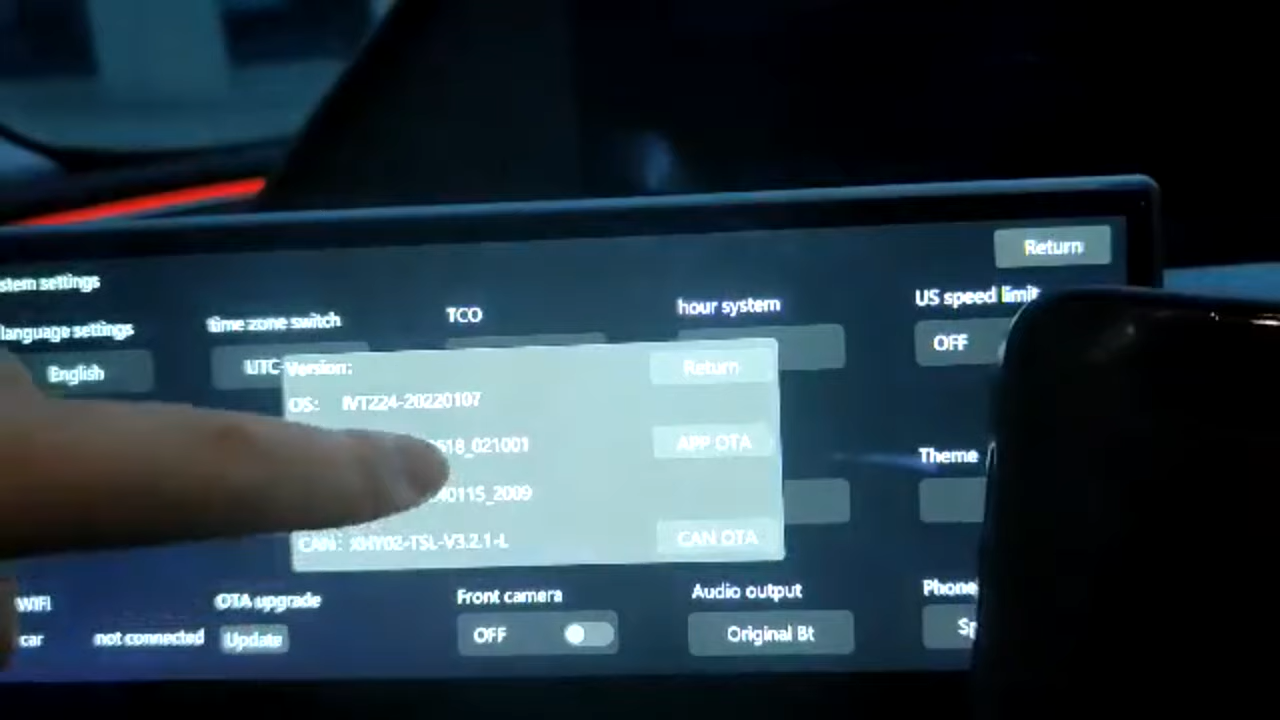 stem settings
Return
language settings
time zone switch
TCO
hour system
US speed limit
English
UTC-
OFF
Version:
Return
OS: IVT224-20220107
518_021001
APP OTA
Theme
40115_2009
CAN: XHY02-TSL-V3.2.1-L
CAN OTA
WIFI
OTA upgrade
Front camera
Audio output
Phone
car
not connected
Update
OFF
Original Bt
Sp